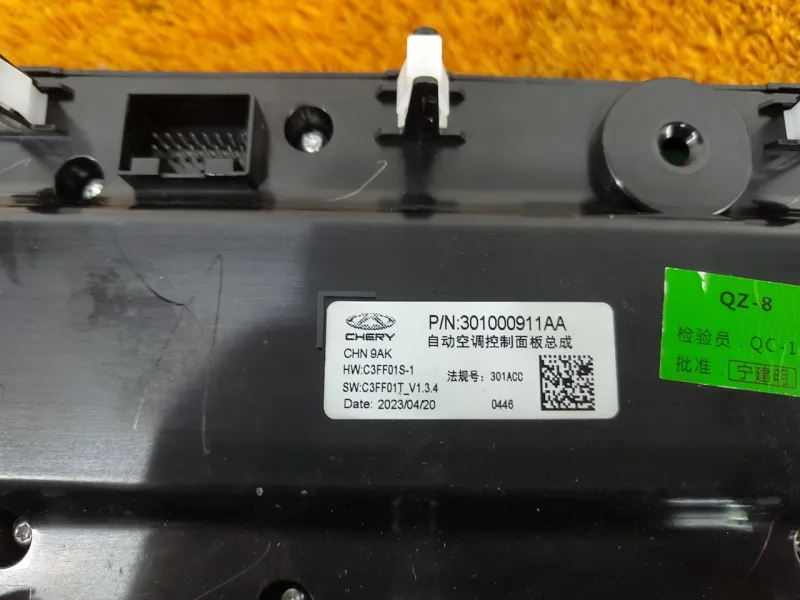 CHERY
P/N:301000911AA
自动空调控制面板总成
CHN 9AK
HW:C3FF01S-1
法规号：301ACC
SW:C3FF01T_V1.3.4
Date: 2023/04/20
0446
QZ-8
检验员：QC-1
批准：宁建明